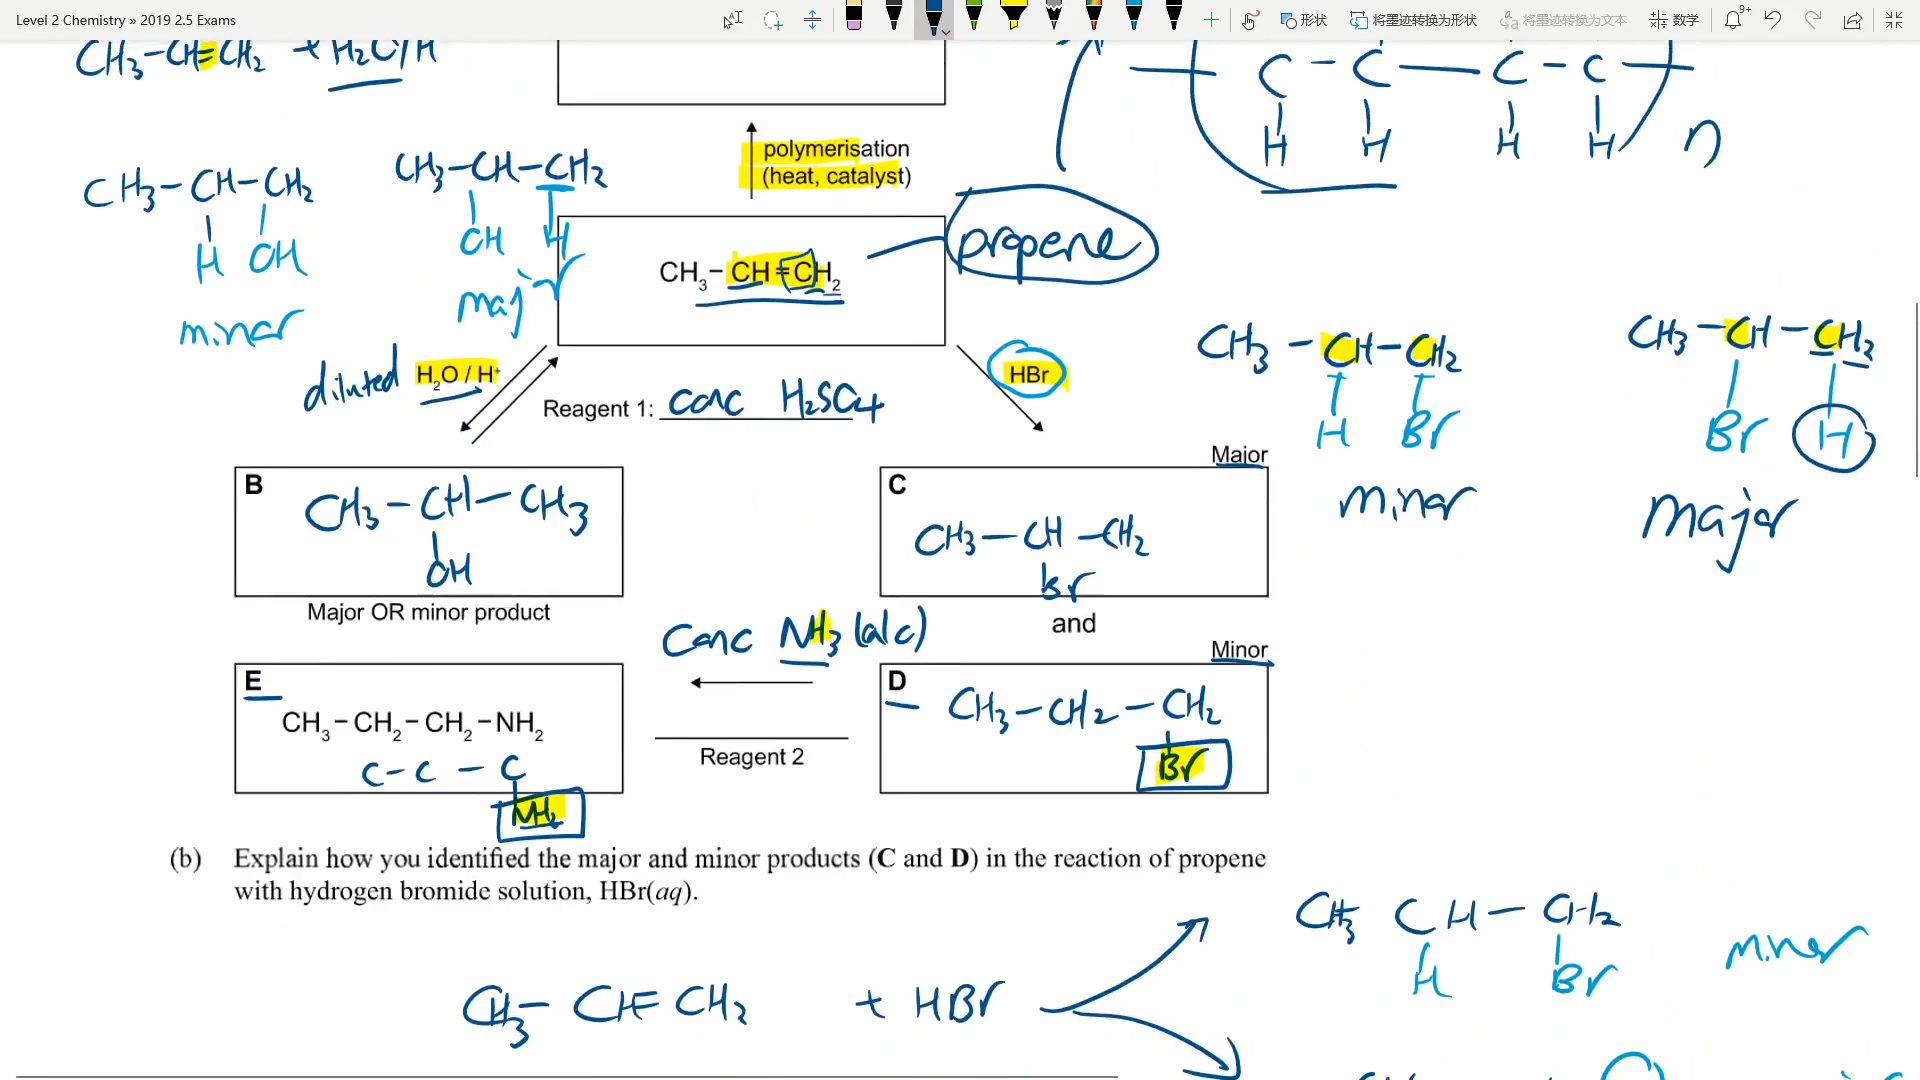 Level 2 Chemistry » 2019 2.5 Exams
形状
将墨迹转换为形状
将墨迹转换为文本
数学
9+
CH3-CH=CH2 + H2O/H
C - C — C - C
H H H H
n
polymerisation
(heat, catalyst)
CH3-CH-CH2
H OH
minor
CH3-CH-CH2
OH H
major
CH3-CH=CH2
propene
diluted H2O / H+
Reagent 1: conc H2SO4
HBr
CH3-CH-CH2
H Br
minor
CH3-CH-CH2
Br H
major
B
CH3-CH-CH3
OH
Major OR minor product
Major
C
CH3-CH-CH2
Br
and
Minor
conc NH3 (alc)
Reagent 2
E
CH3-CH2-CH2-NH2
C-C-C
NH2
D
CH3-CH2-CH2
Br
(b) Explain how you identified the major and minor products (C and D) in the reaction of propene
with hydrogen bromide solution, HBr(aq).
CH3 CH-CH2
H Br
minor
CH3-CH=CH2 + HBr